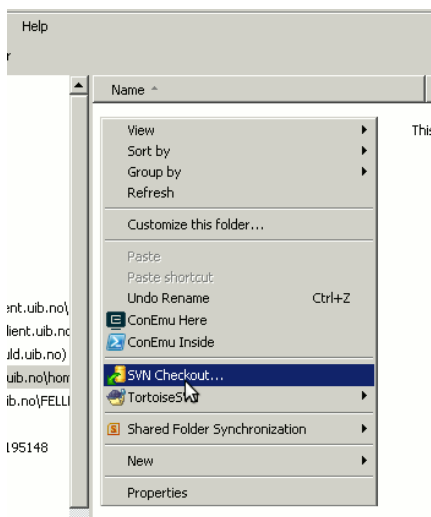 Help
r
Name
This
View
Sort by
Group by
Refresh
Customize this folder...
Paste
Paste shortcut
Undo Rename Ctrl+Z
ConEmu Here
ConEmu Inside
SVN Checkout...
TortoiseSVN
Shared Folder Synchronization
New
Properties
ent.uib.no\
lient.uib.no
uld.uib.no)
uib.no\hom
ib.no\FELL
195148